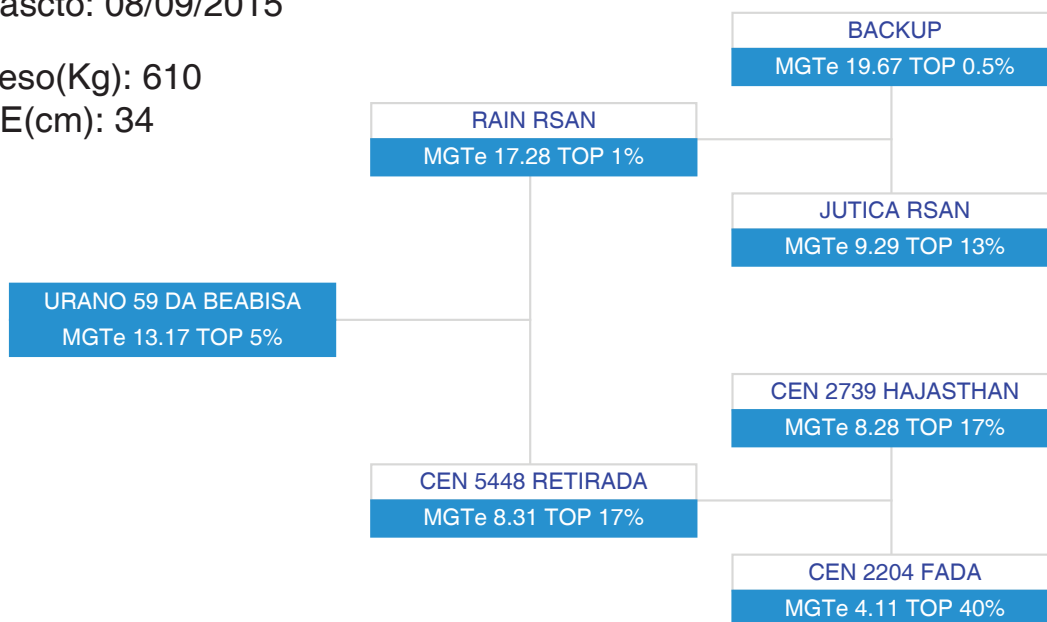 ascto: 08/09/2015
eso(Kg): 610
E(cm): 34
BACKUP
MGTe 19.67 TOP 0.5%
RAIN RSAN
MGTe 17.28 TOP 1%
JUTICA RSAN
MGTe 9.29 TOP 13%
URANO 59 DA BEABISA
MGTe 13.17 TOP 5%
CEN 2739 HAJASTHAN
MGTe 8.28 TOP 17%
CEN 5448 RETIRADA
MGTe 8.31 TOP 17%
CEN 2204 FADA
MGTe 4.11 TOP 40%